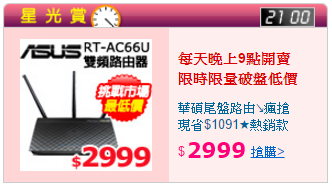 星光賞
21:00
ASUS RT-AC66U
雙頻路由器
挑戰市場
最低價
$2999
每天晚上9點開賣
限時限量破盤低價
華碩尾盤路由↘瘋搶
現省$1091★熱銷款
$2999 搶購>